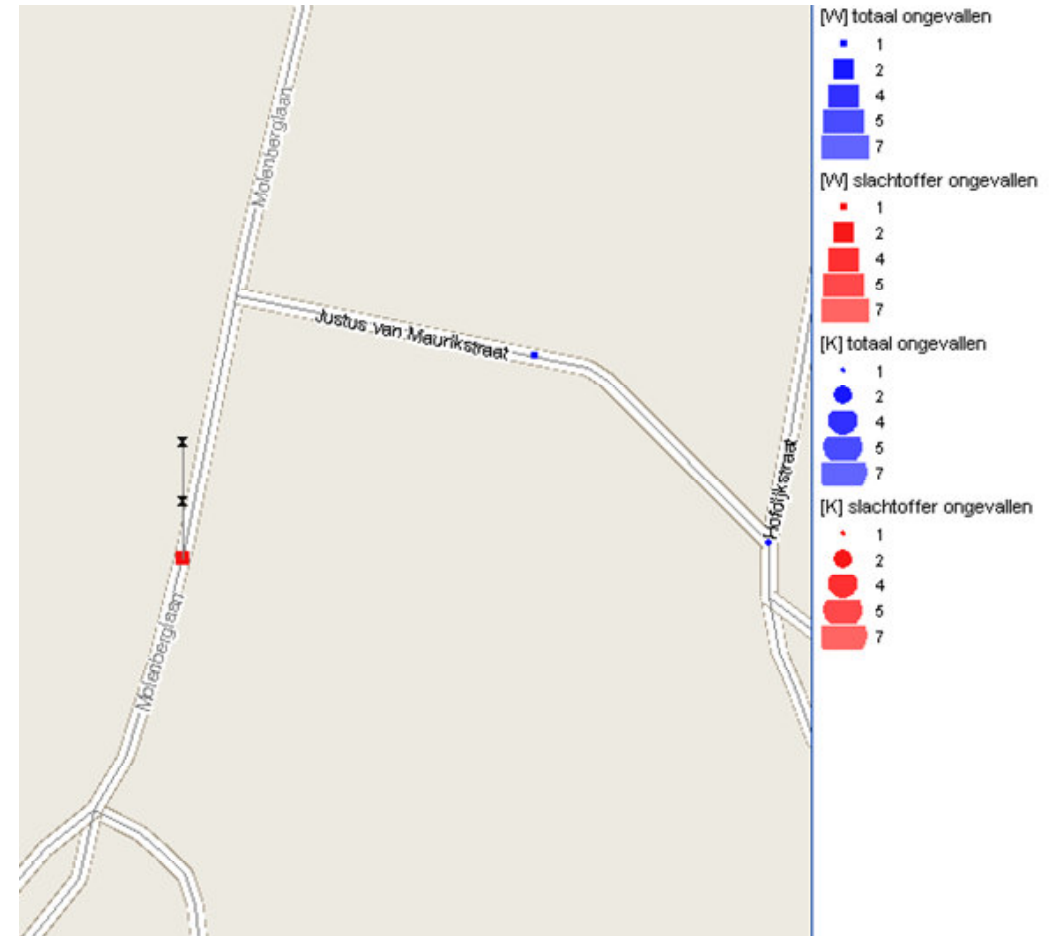 Molenberglaan
Justus van Maurikstraat
Hofdijkstraat
Molenberglaan
[W] totaal ongevallen
1
2
4
5
7
[W] slachtoffer ongevallen
1
2
4
5
7
[K] totaal ongevallen
1
2
4
5
7
[K] slachtoffer ongevallen
1
2
4
5
7